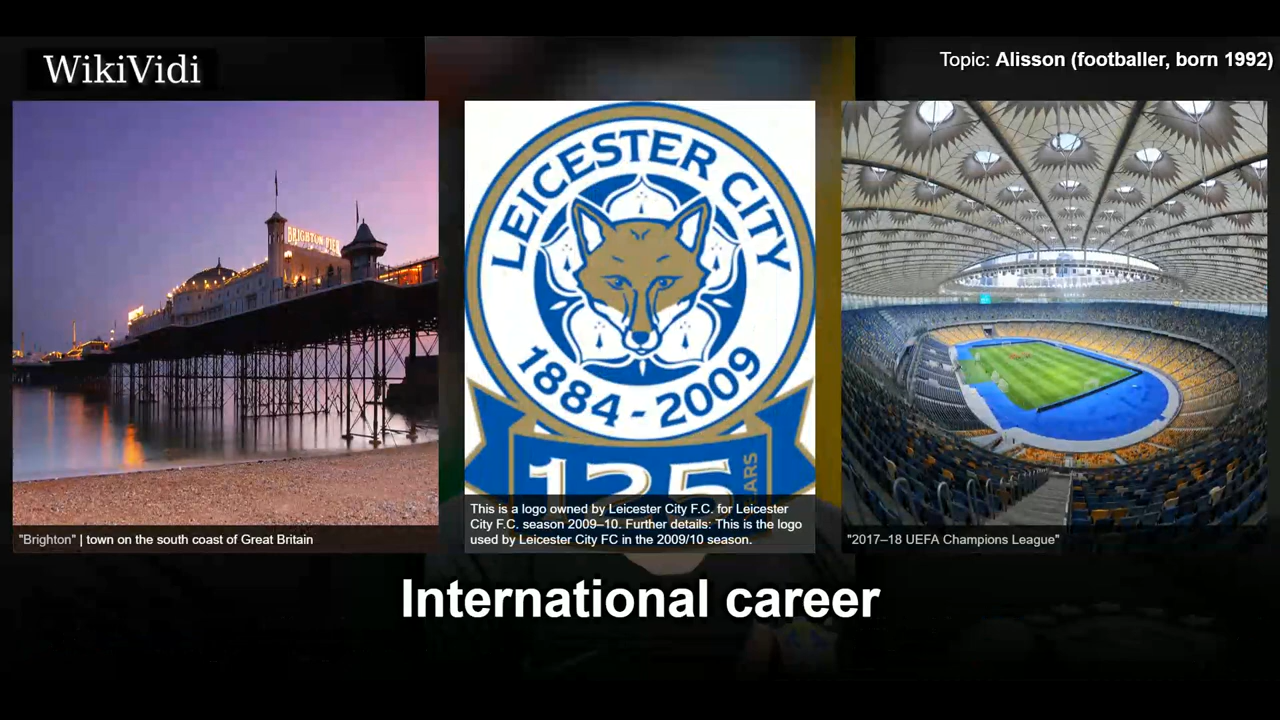 WikiVidi
Topic: Alisson (footballer, born 1992)
BRIGHTON PIER
"Brighton" | town on the south coast of Great Britain
LEICESTER CITY
1884 - 2009
125
This is a logo owned by Leicester City F.C. for Leicester
City F.C. season 2009–10. Further details: This is the logo
used by Leicester City FC in the 2009/10 season.
"2017–18 UEFA Champions League"
International career